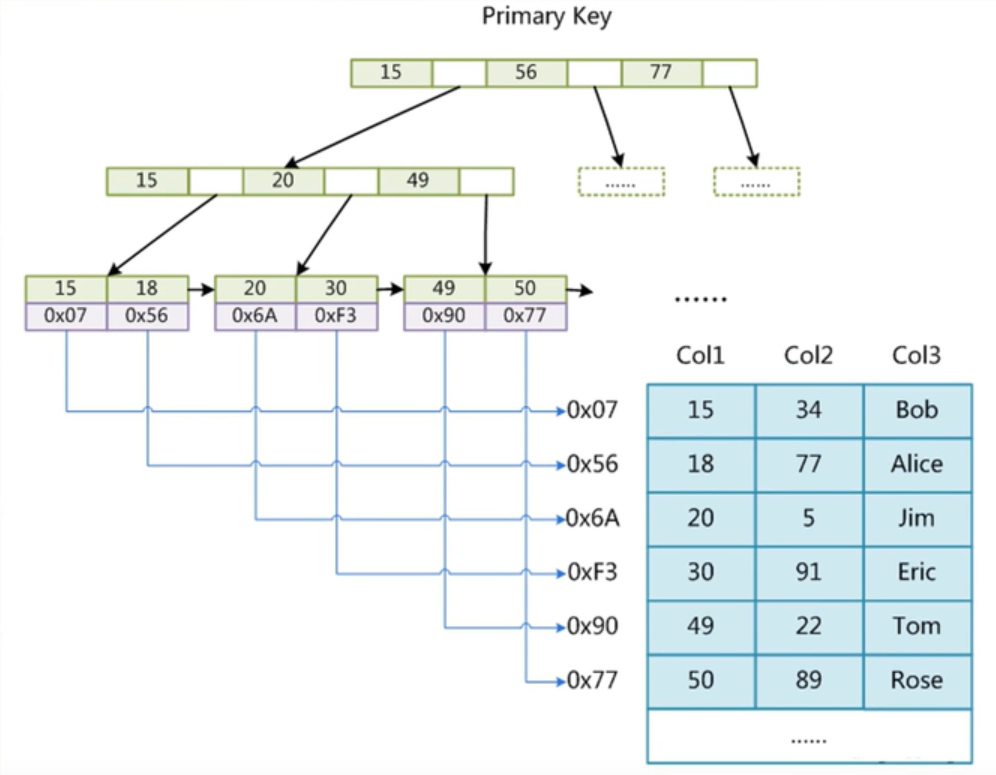 Primary Key
15 56 77
15 20 49 ...... ......
15 18 20 30 49 50
0x07 0x56 0x6A 0xF3 0x90 0x77
......
Col1 Col2 Col3
0x07 15 34 Bob
0x56 18 77 Alice
0x6A 20 5 Jim
0xF3 30 91 Eric
0x90 49 22 Tom
0x77 50 89 Rose
......